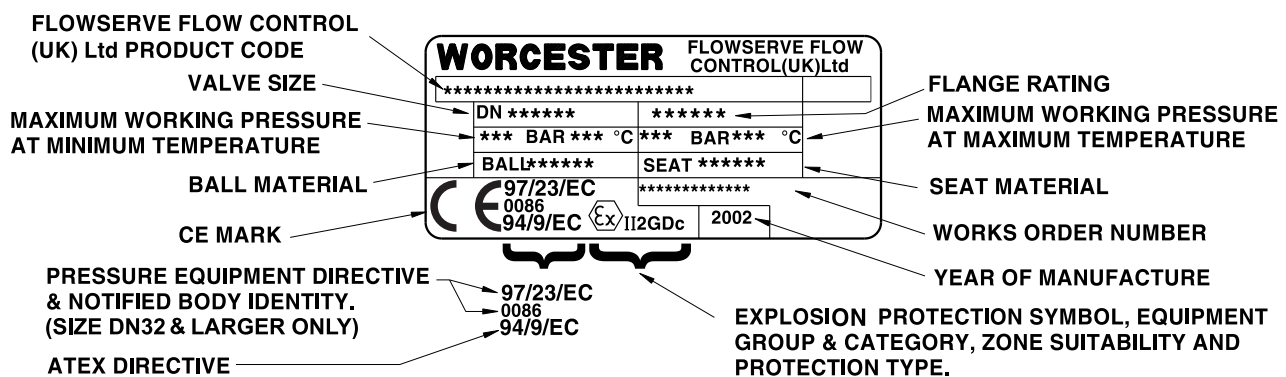 FLOWSERVE FLOW CONTROL
(UK) Ltd PRODUCT CODE
VALVE SIZE
MAXIMUM WORKING PRESSURE
AT MINIMUM TEMPERATURE
BALL MATERIAL
CE MARK
PRESSURE EQUIPMENT DIRECTIVE
& NOTIFIED BODY IDENTITY.
(SIZE DN32 & LARGER ONLY)
ATEX DIRECTIVE
WORCESTER
FLOWSERVE FLOW
CONTROL(UK)Ltd
*************************
DN ****** ******
*** BAR *** °C *** BAR*** °C
BALL****** SEAT ******
CE 97/23/EC
0086
94/9/EC Ex II2GDc
*************
2002
97/23/EC
0086
94/9/EC
FLANGE RATING
MAXIMUM WORKING PRESSURE
AT MAXIMUM TEMPERATURE
SEAT MATERIAL
WORKS ORDER NUMBER
YEAR OF MANUFACTURE
EXPLOSION PROTECTION SYMBOL, EQUIPMENT
GROUP & CATEGORY, ZONE SUITABILITY AND
PROTECTION TYPE.